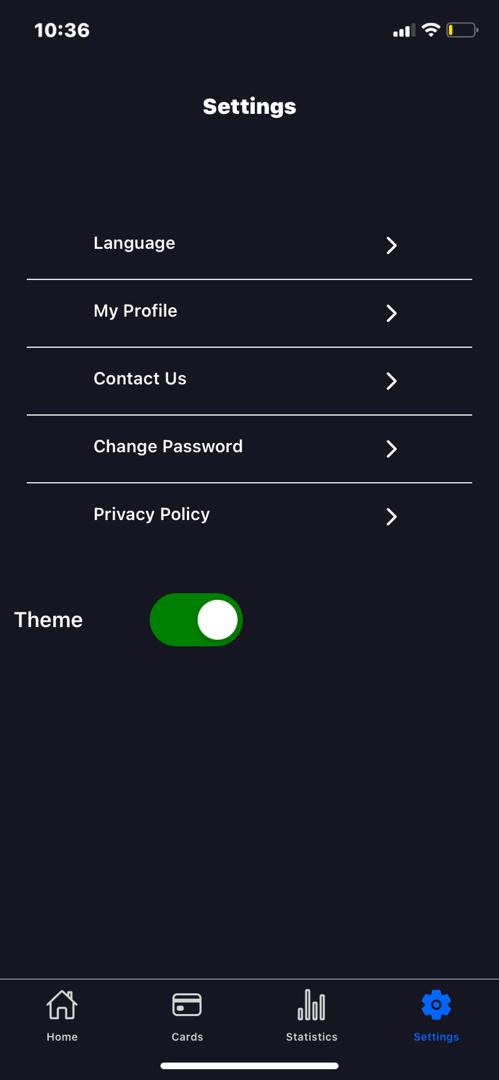 10:36
Settings
Language
My Profile
Contact Us
Change Password
Privacy Policy
Theme
Home
Cards
Statistics
Settings